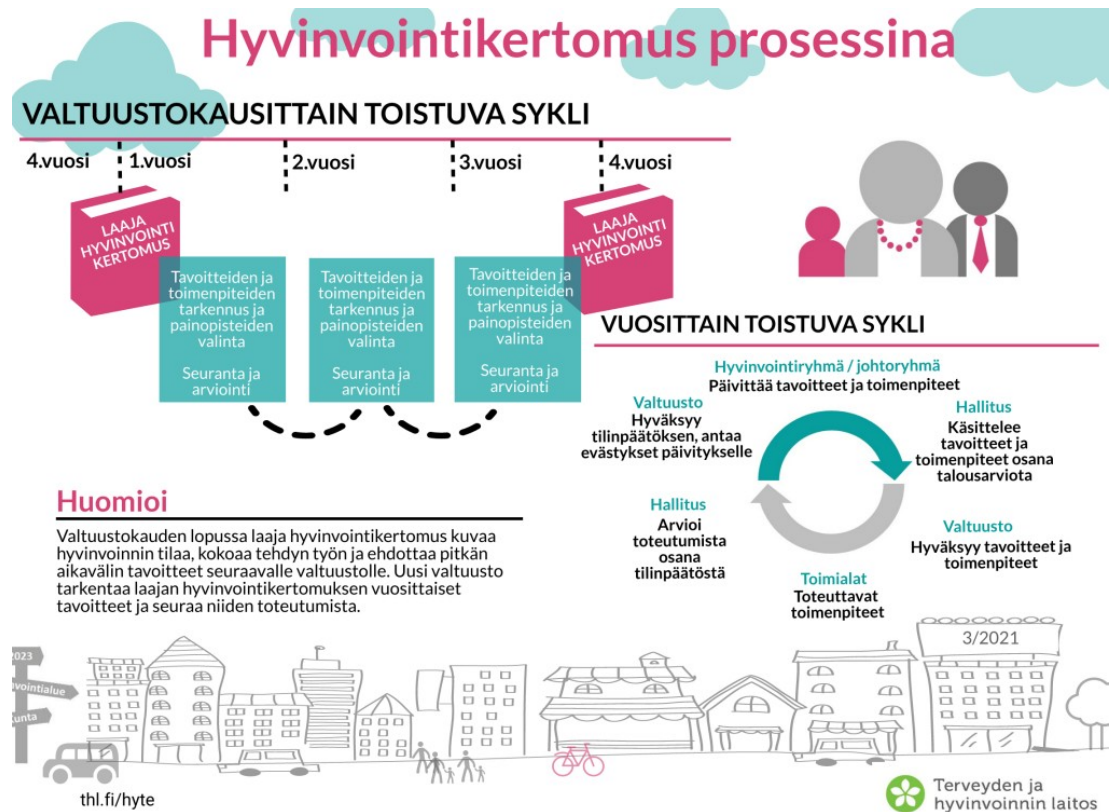 Hyvinvointikertomus prosessina
VALTUUSTOKAUSITTAIN TOISTUVA SYKLI
4.vuosi
1.vuosi
2.vuosi
3.vuosi
4.vuosi
LAAJA
HYVINVOINTI
KERTOMUS
LAAJA
HYVINVOINTI
KERTOMUS
Tavoitteiden ja
toimenpiteiden
tarkennus ja
painopisteiden
valinta
Seuranta ja
arviointi
Tavoitteiden ja
toimenpiteiden
tarkennus ja
painopisteiden
valinta
Seuranta ja
arviointi
Tavoitteiden ja
toimenpiteiden
tarkennus ja
painopisteiden
valinta
Seuranta ja
arviointi
VUOSITTAIN TOISTUVA SYKLI
Hyvinvointiryhmä / johtoryhmä
Päivittää tavoitteet ja toimenpiteet
Hallitus
Käsittelee
tavoitteet ja
toimenpiteet osana
talousarviota
Valtuusto
Hyväksyy tavoitteet ja
toimenpiteet
Toimialat
Toteuttavat
toimenpiteet
Hallitus
Arvioi
toteutumista
osana
tilinpäätöstä
Valtuusto
Hyväksyy
tilinpäätöksen, antaa
evästykset päivitykselle
Huomioi
Valtuustokauden lopussa laaja hyvinvointikertomus kuvaa
hyvinvoinnin tilaa, kokoaa tehdyn työn ja ehdottaa pitkän
aikavälin tavoitteet seuraavalle valtuustolle. Uusi valtuusto
tarkentaa laajan hyvinvointikertomuksen vuosittaiset
tavoitteet ja seuraa niiden toteutumista.
2023
vointialue
unta
3/2021
thl.fi/hyte
Terveyden ja
hyvinvoinnin laitos